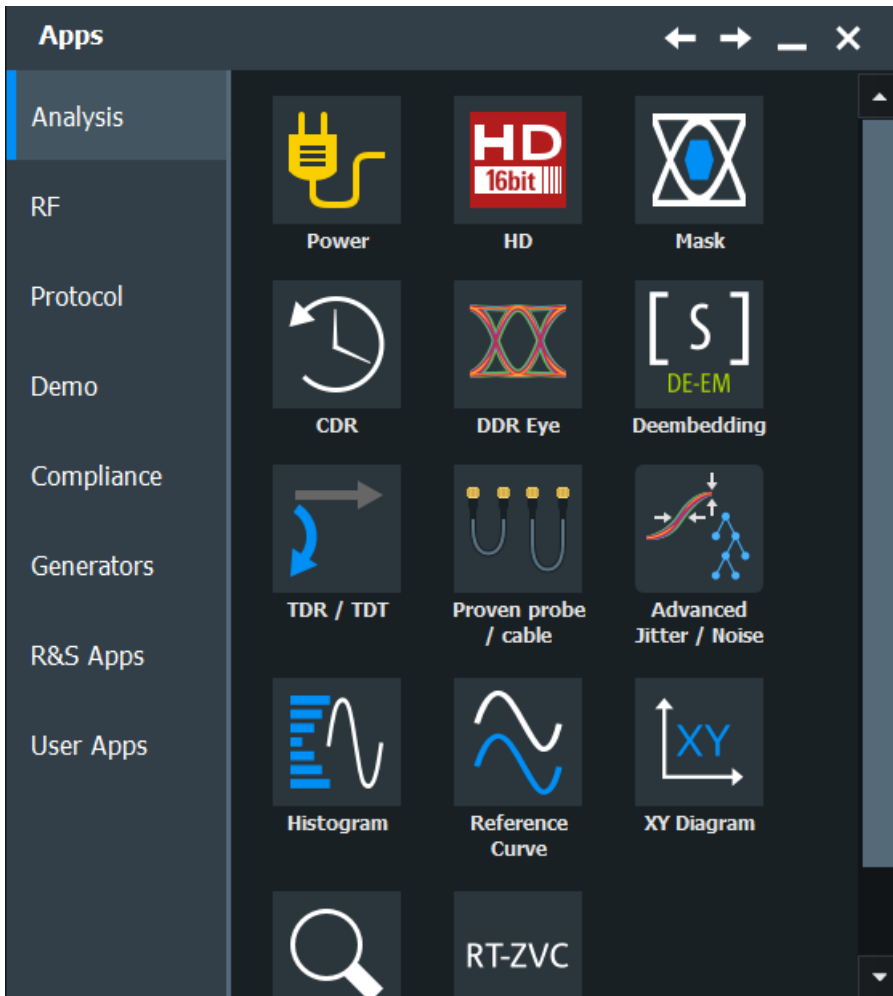 Apps
Analysis
RF
Protocol
Demo
Compliance
Generators
R&S Apps
User Apps
HD
16bit
Power
HD
Mask
[ S ]
DE-EM
CDR
DDR Eye
Deembedding
TDR / TDT
Proven probe
/ cable
Advanced
Jitter / Noise
XY
Histogram
Reference
Curve
XY Diagram
RT-ZVC